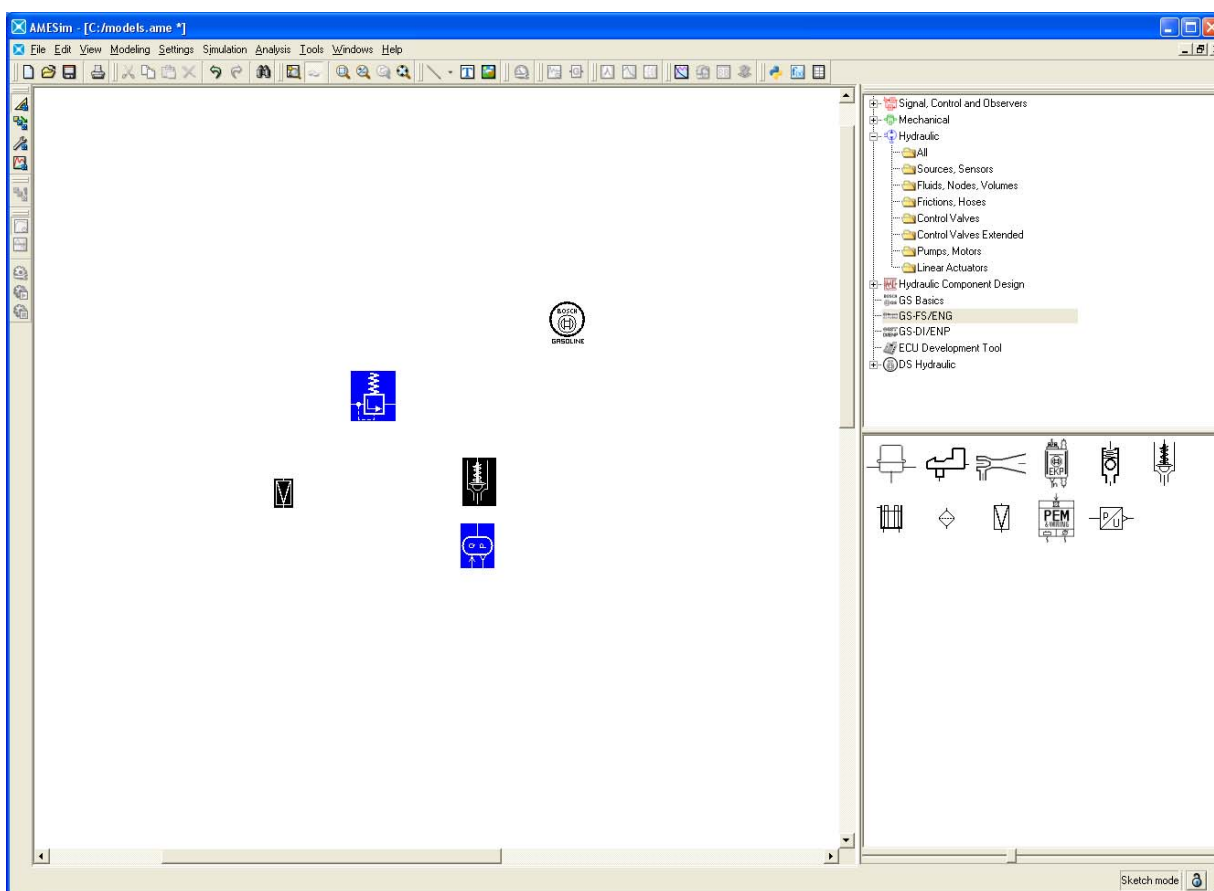 AMESim - [C:/models.ame *]
File Edit View Modeling Settings Simulation Analysis Tools Windows Help
Signal, Control and Observers
Mechanical
Hydraulic
All
Sources, Sensors
Fluids, Nodes, Volumes
Frictions, Hoses
Control Valves
Control Valves Extended
Pumps, Motors
Linear Actuators
Hydraulic Component Design
GS Basics
GS-FS/ENG
GS-DI/ENP
ECU Development Tool
DS Hydraulic
BOSCH
GASOLINE
EKP
PEM
P/U
Sketch mode